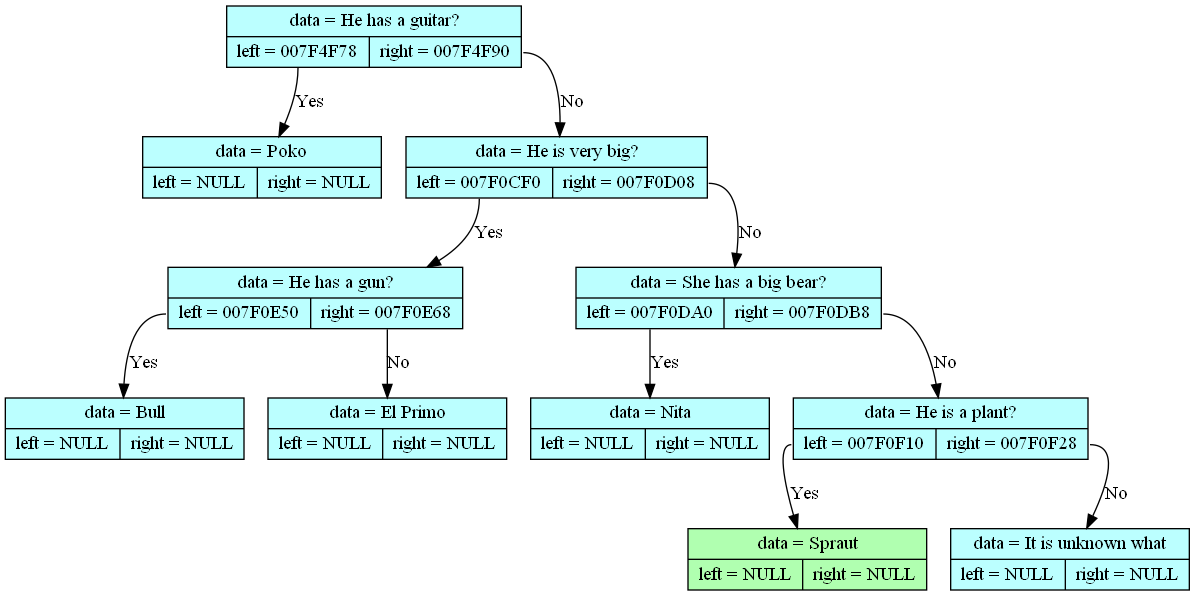 data = He has a guitar?
left = 007F4F78 right = 007F4F90
Yes No
data = Poko data = He is very big?
left = NULL right = NULL left = 007F0CF0 right = 007F0D08
Yes No
data = He has a gun? data = She has a big bear?
left = 007F0E50 right = 007F0E68 left = 007F0DA0 right = 007F0DB8
Yes No Yes No
data = Bull data = El Primo data = Nita data = He is a plant?
left = NULL right = NULL left = NULL right = NULL left = NULL right = NULL left = 007F0F10 right = 007F0F28
Yes No
data = Spraut data = It is unknown what
left = NULL right = NULL left = NULL right = NULL